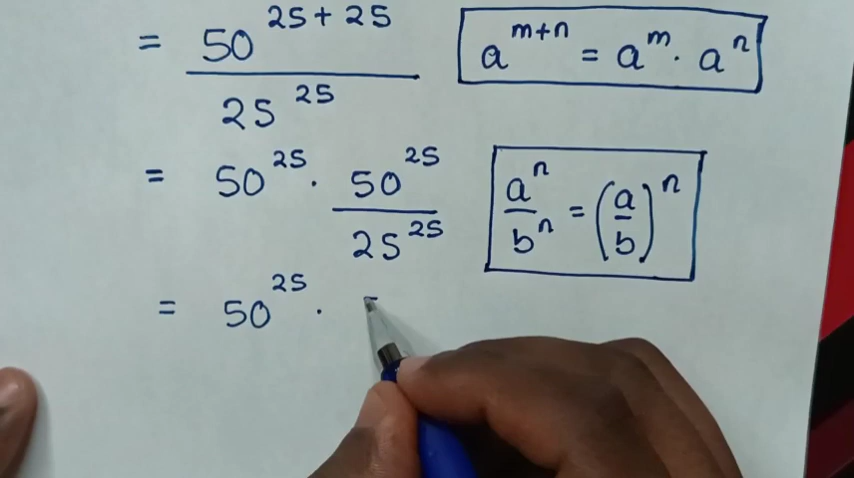 = 50^{25+25} / 25^{25}   a^{m+n} = a^m · a^n
= 50^{25} · 50^{25} / 25^{25}   a^n / b^n = (a/b)^n
= 50^{25} ·